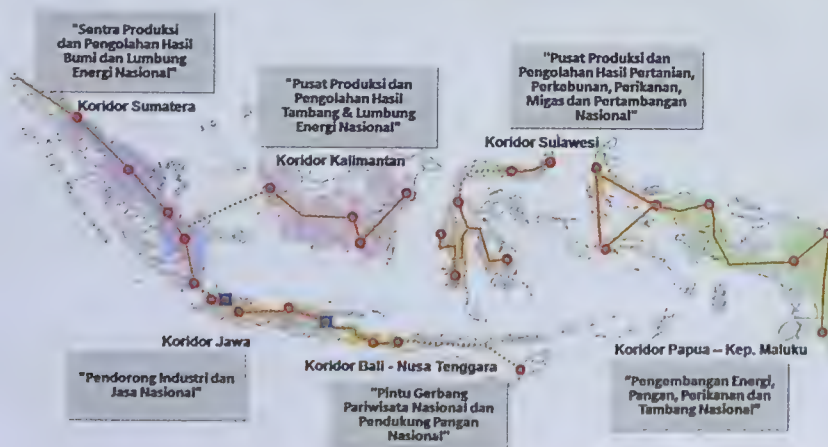 "Sentra Produksi
dan Pengolahan Hasil
Bumi dan Lumbung
Energi Nasional"
Koridor Sumatera
"Pusat Produksi dan
Pengolahan Hasil
Tambang & Lumbung
Energi Nasional"
Koridor Kalimantan
"Pusat Produksi dan
Pengolahan Hasil Pertanian,
Perkebunan, Perikanan,
Migas dan Pertambangan
Nasional"
Koridor Sulawesi
Koridor Jawa
"Pendorong Industri dan
Jasa Nasional"
Koridor Bali - Nusa Tenggara
"Pintu Gerbang
Pariwisata Nasional dan
Pendukung Pangan
Nasional"
Koridor Papua – Kep. Maluku
"Pengembangan Energi,
Pangan, Perikanan dan
Tambang Nasional"